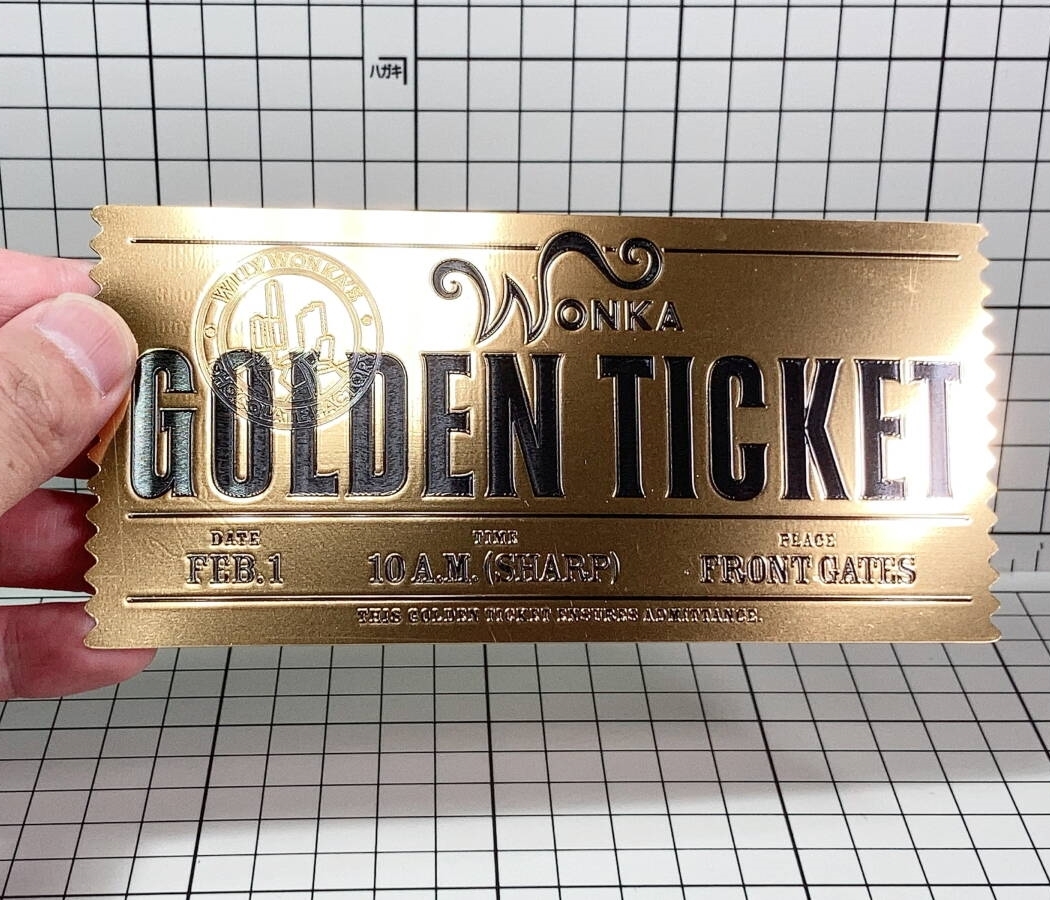 ハガキ
WILLY WONKA'S
CHOCOLATE FACTORY
WONKA
GOLDEN TICKET
DATE TIME PLACE
FEB. 1 10 A.M. (SHARP) FRONT GATES
THIS GOLDEN TICKET ENSURES ADMITTANCE.